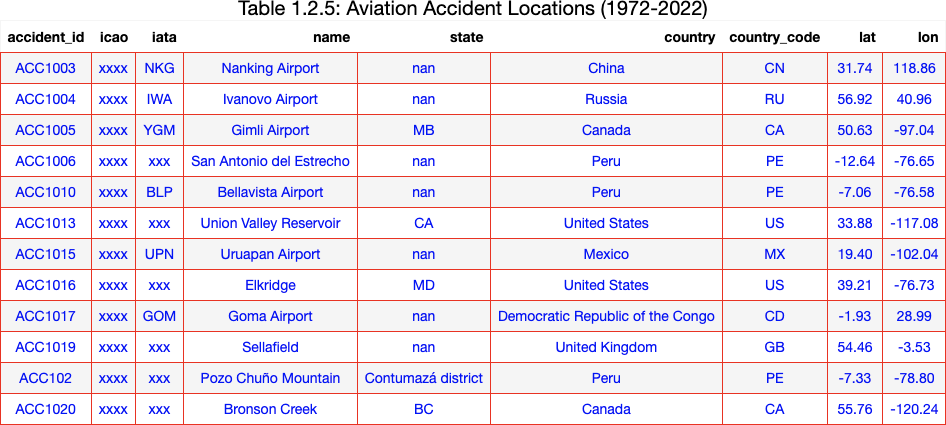 Table 1.2.5: Aviation Accident Locations (1972-2022)
accident_id icao iata name state country country_code lat lon
ACC1003 xxxx NKG Nanking Airport nan China CN 31.74 118.86
ACC1004 xxxx IWA Ivanovo Airport nan Russia RU 56.92 40.96
ACC1005 xxxx YGM Gimli Airport MB Canada CA 50.63 -97.04
ACC1006 xxxx xxx San Antonio del Estrecho nan Peru PE -12.64 -76.65
ACC1010 xxxx BLP Bellavista Airport nan Peru PE -7.06 -76.58
ACC1013 xxxx xxx Union Valley Reservoir CA United States US 33.88 -117.08
ACC1015 xxxx UPN Uruapan Airport nan Mexico MX 19.40 -102.04
ACC1016 xxxx xxx Elkridge MD United States US 39.21 -76.73
ACC1017 xxxx GOM Goma Airport nan Democratic Republic of the Congo CD -1.93 28.99
ACC1019 xxxx xxx Sellafield nan United Kingdom GB 54.46 -3.53
ACC102 xxxx xxx Pozo Chuño Mountain Contumazá district Peru PE -7.33 -78.80
ACC1020 xxxx xxx Bronson Creek BC Canada CA 55.76 -120.24